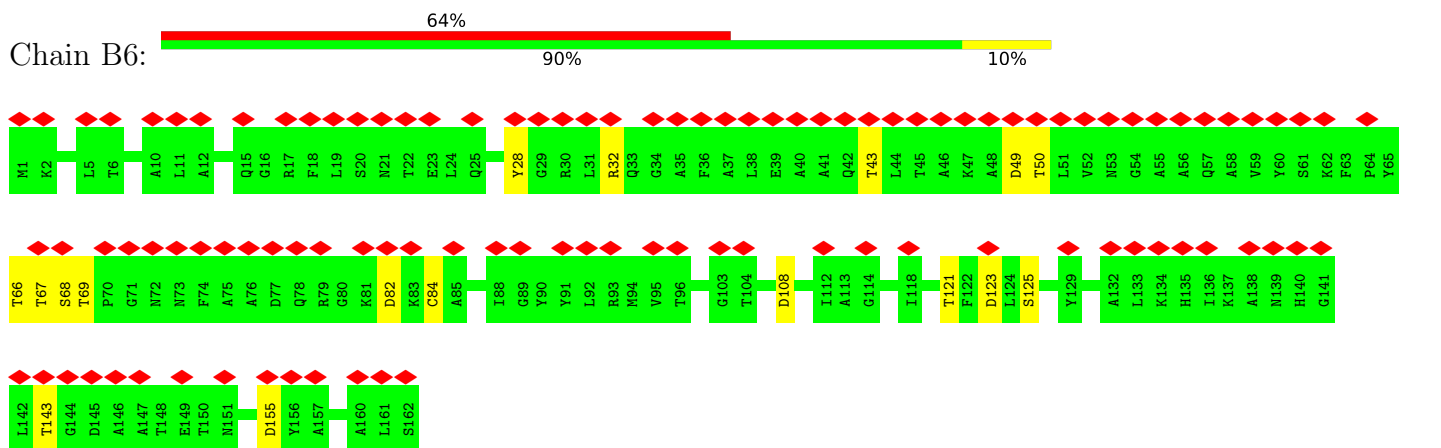 64%
Chain B6:
90% 10%
M1 K2 L5 T6 A10 L11 A12 Q15 G16 R17 F18 L19 S20 N21 T22 E23 L24 Q25 Y28 G29 R30 L31 R32 Q33 G34 A35 F36 A37 L38 E39 A40 A41 Q42 T43 L44 T45 A46 K47 A48 D49 T50 L51 V52 N53 G54 A55 A56 Q57 A58 V59 Y60 S61 K62 F63 P64 Y65
T66 T67 S68 T69 P70 G71 N72 N73 F74 A75 A76 D77 Q78 R79 G80 K81 D82 K83 C84 A85 I88 G89 Y90 Y91 L92 R93 M94 V95 T96 G103 T104 D108 I112 A113 G114 I118 T121 F122 D123 L124 S125 Y129 A132 L133 K134 H135 I136 K137 A138 N139 H140 G141
L142 T143 G144 D145 A146 A147 T148 E149 T150 N151 D155 Y156 A157 A160 L161 S162